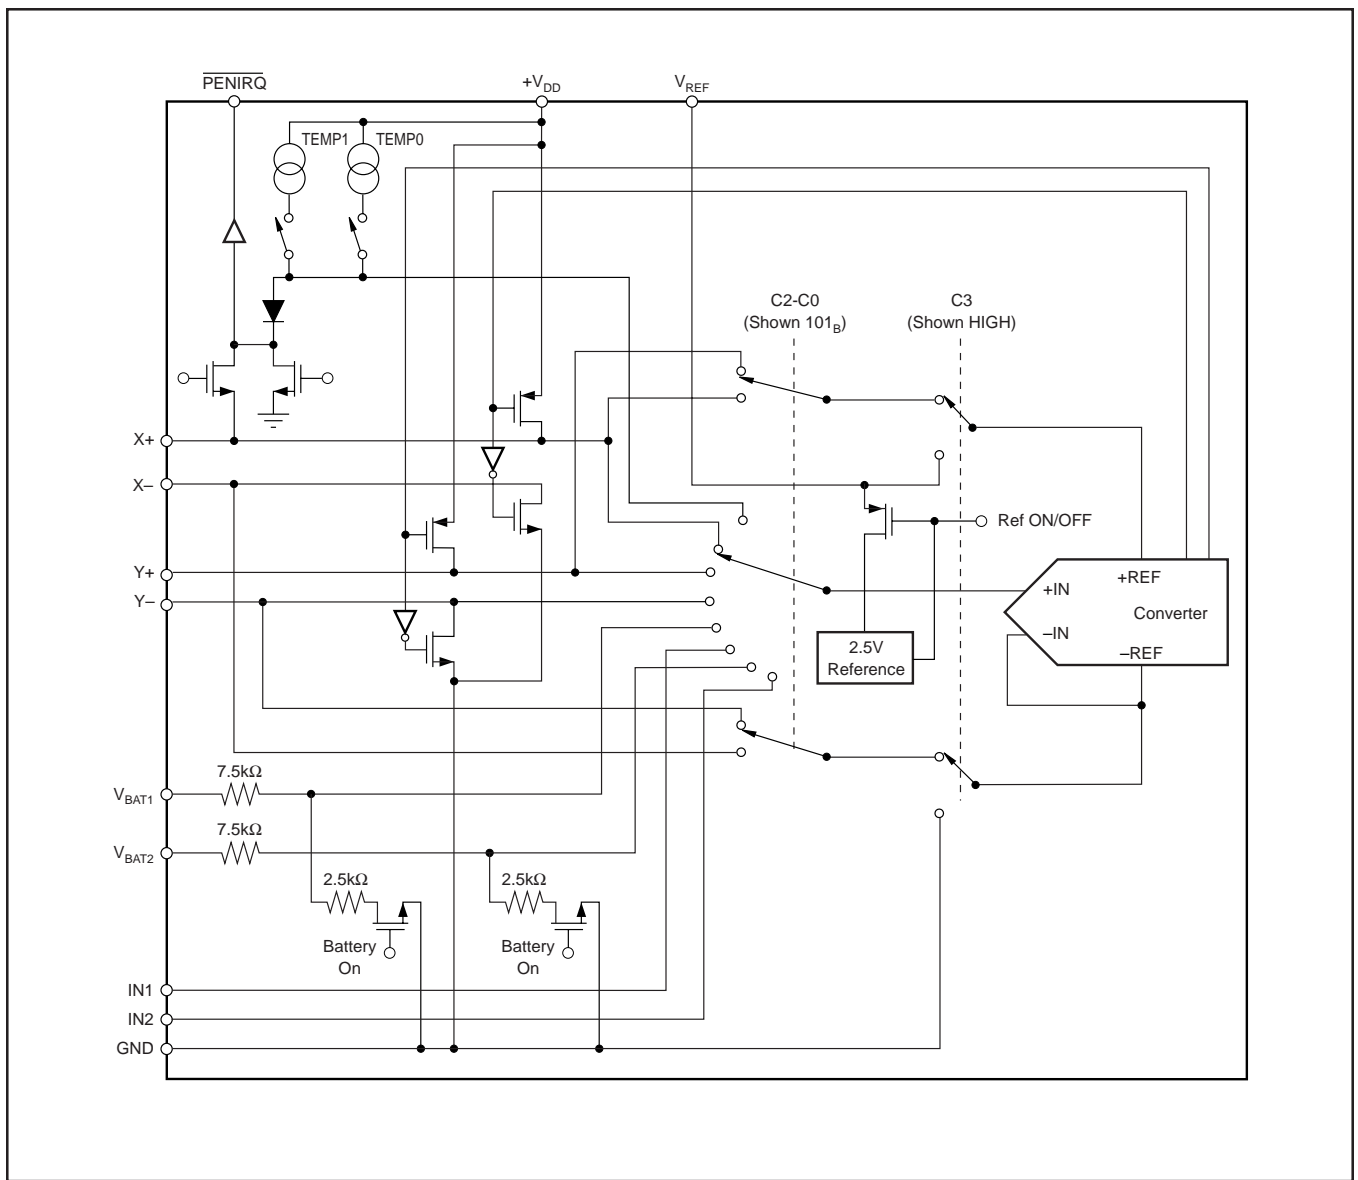 PENIRQ
+VDD
VREF
TEMP1
TEMP0
C2-C0
(Shown 101B)
C3
(Shown HIGH)
X+
X–
Ref ON/OFF
Y+
Y–
+REF
+IN
Converter
–IN
–REF
2.5V
Reference
7.5kΩ
VBAT1
7.5kΩ
VBAT2
2.5kΩ
2.5kΩ
Battery
On
Battery
On
IN1
IN2
GND